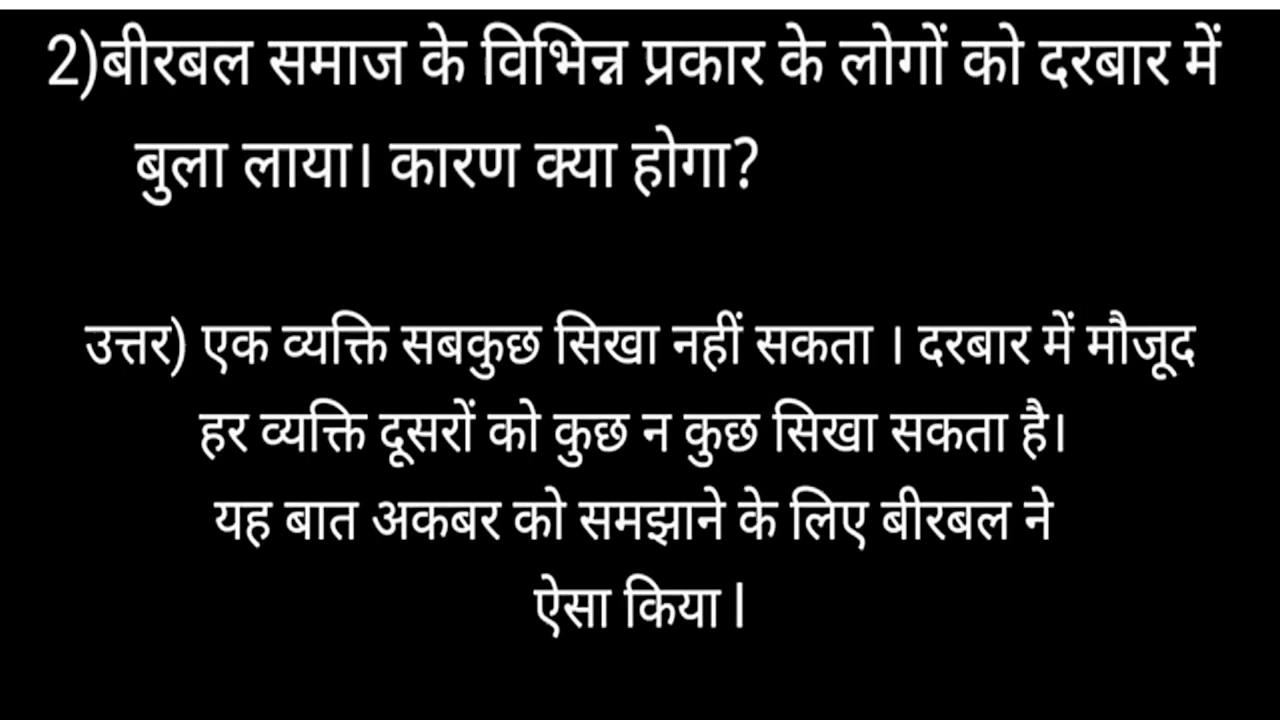 2)बीरबल समाज के विभिन्न प्रकार के लोगों को दरबार में
बुला लाया। कारण क्या होगा?
उत्तर) एक व्यक्ति सबकुछ सिखा नहीं सकता । दरबार में मौजूद
हर व्यक्ति दूसरों को कुछ न कुछ सिखा सकता है।
यह बात अकबर को समझाने के लिए बीरबल ने
ऐसा किया l